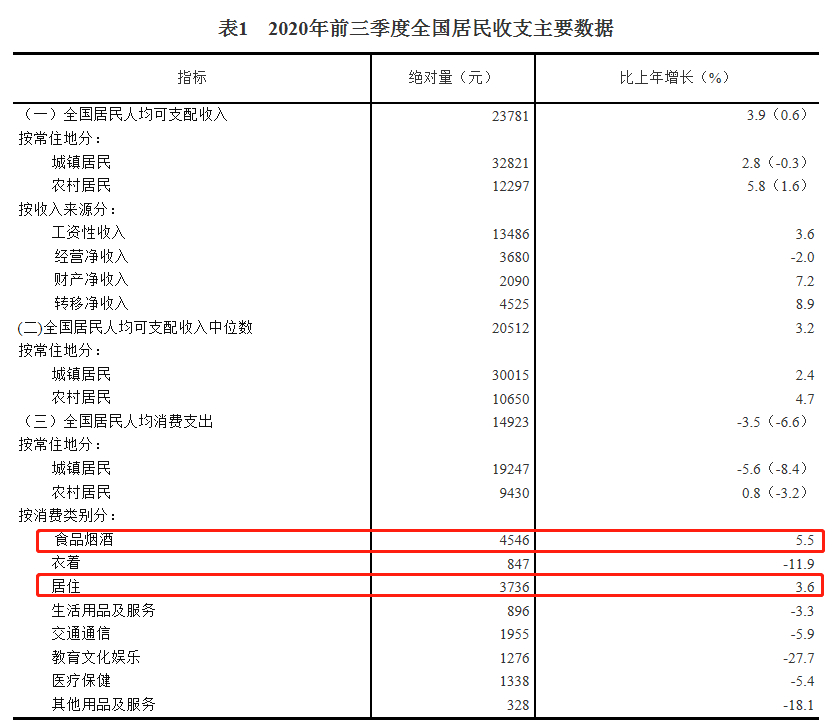 表1 2020年前三季度全国居民收支主要数据
指标 绝对量（元） 比上年增长（%）
（一）全国居民人均可支配收入 23781 3.9（0.6）
按常住地分：
城镇居民 32821 2.8（-0.3）
农村居民 12297 5.8（1.6）
按收入来源分：
工资性收入 13486 3.6
经营净收入 3680 -2.0
财产净收入 2090 7.2
转移净收入 4525 8.9
(二)全国居民人均可支配收入中位数 20512 3.2
按常住地分：
城镇居民 30015 2.4
农村居民 10650 4.7
（三）全国居民人均消费支出 14923 -3.5（-6.6）
按常住地分：
城镇居民 19247 -5.6（-8.4）
农村居民 9430 0.8（-3.2）
按消费类别分：
食品烟酒 4546 5.5
衣着 847 -11.9
居住 3736 3.6
生活用品及服务 896 -3.3
交通通信 1955 -5.9
教育文化娱乐 1276 -27.7
医疗保健 1338 -5.4
其他用品及服务 328 -18.1